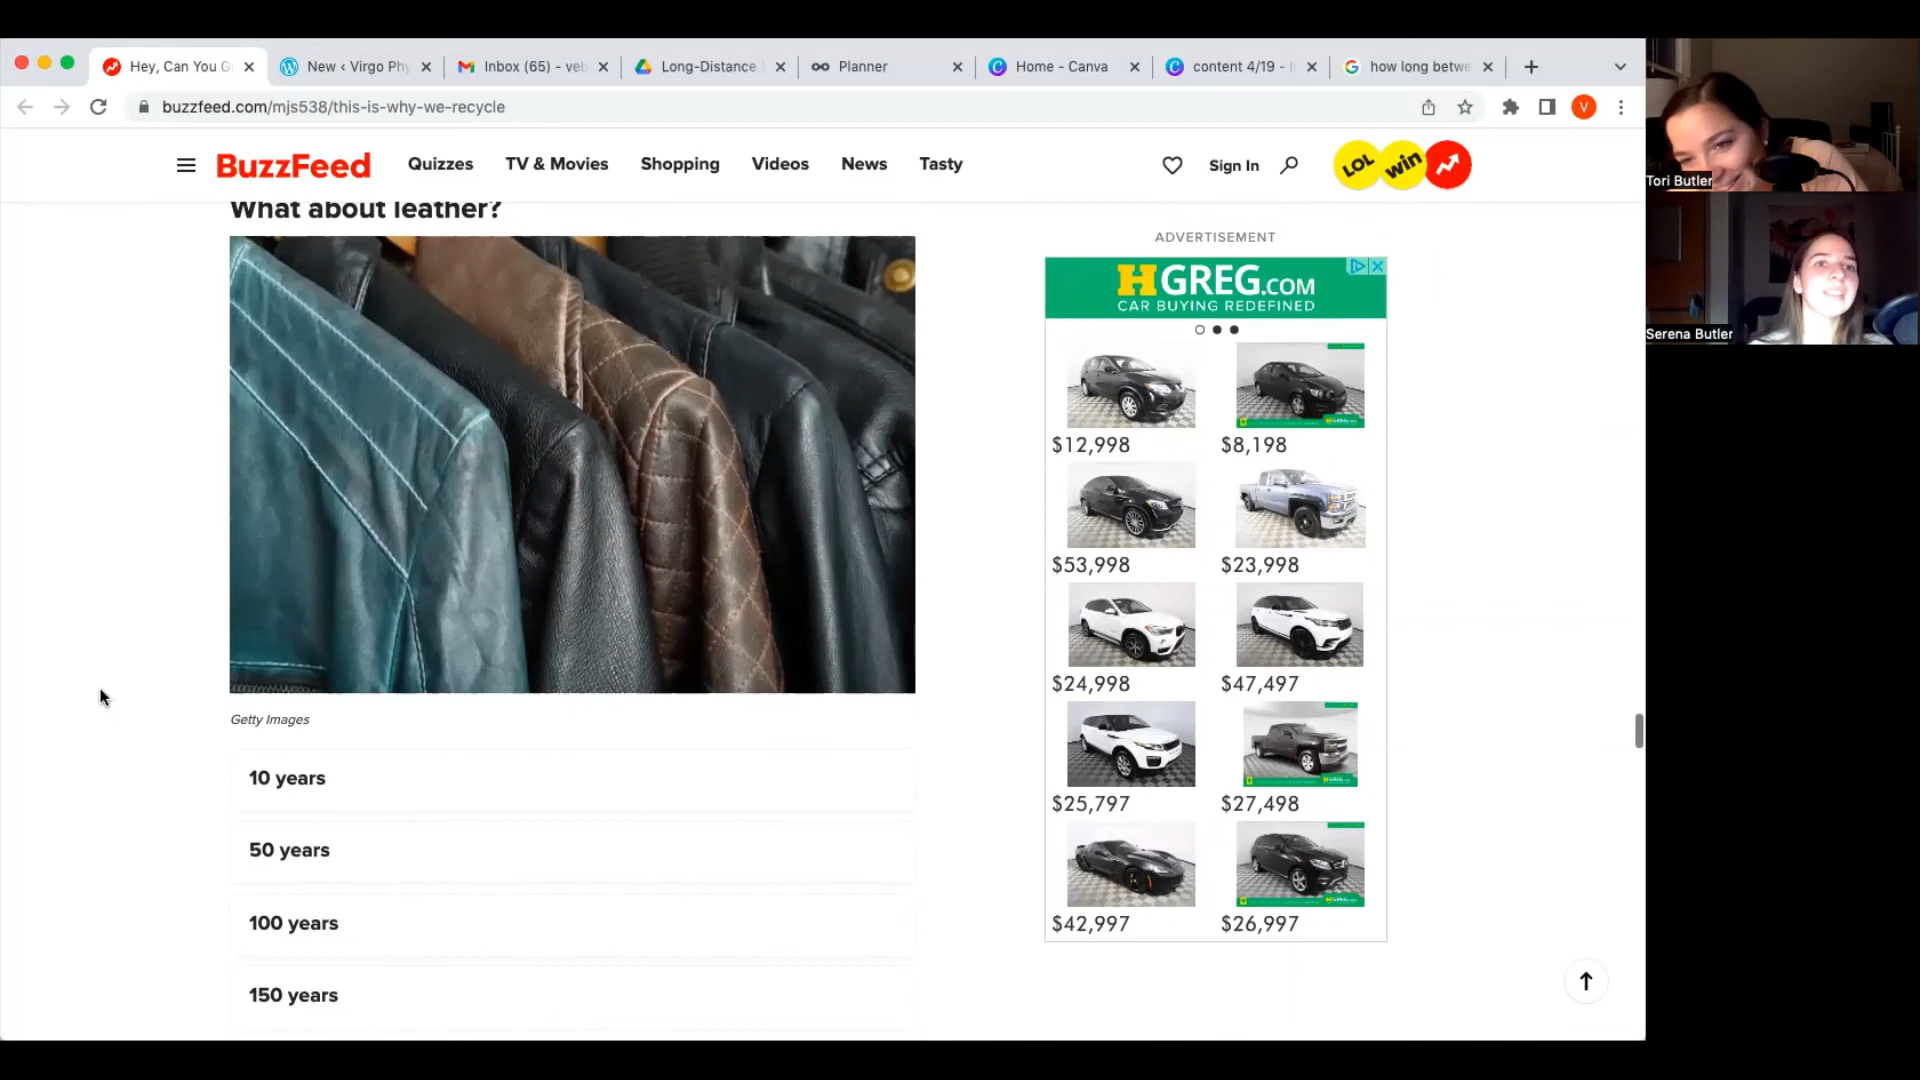 Hey, Can You G
New ‹ Virgo Phy
Inbox (65) - veb
Long-Distance
Planner
Home - Canva
content 4/19 -
how long betwe
buzzfeed.com/mjs538/this-is-why-we-recycle
V
BuzzFeed
Quizzes
TV & Movies
Shopping
Videos
News
Tasty
Sign In
LOL
win
What about leather?
Getty Images
10 years
50 years
100 years
150 years
ADVERTISEMENT
HGREG.COM
CAR BUYING REDEFINED
$12,998
$8,198
$53,998
$23,998
$24,998
$47,497
$25,797
$27,498
$42,997
$26,997
Tori Butler
Serena Butler